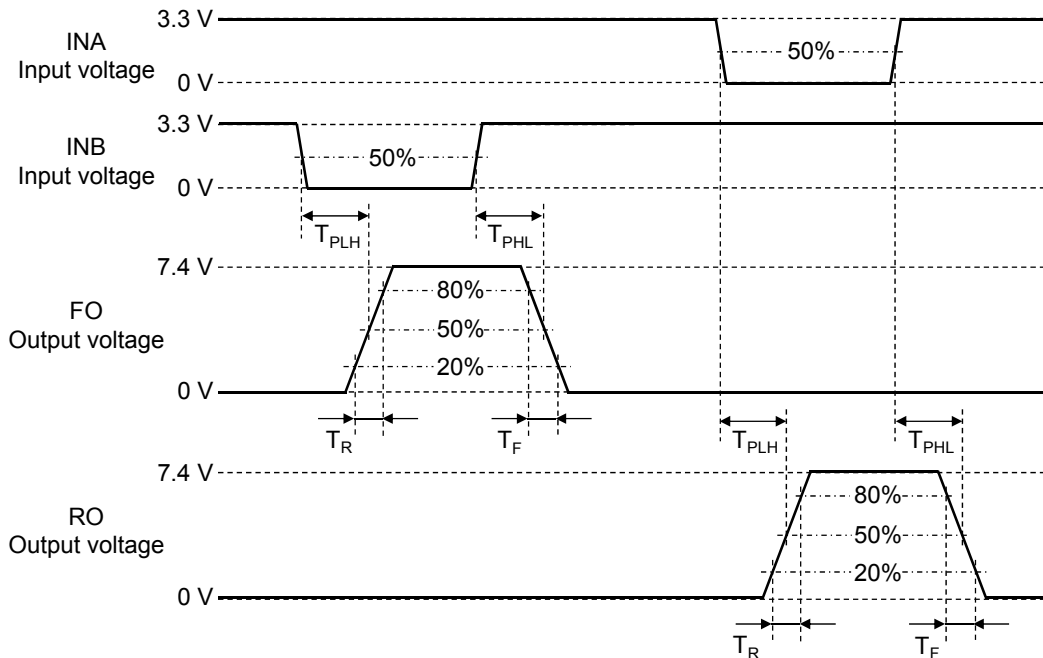 3.3 V
INA
Input voltage
50%
0 V
3.3 V
INB
Input voltage
50%
0 V
TPLH
TPHL
7.4 V
80%
FO
Output voltage
50%
20%
0 V
TR
TF
TPLH
TPHL
7.4 V
80%
RO
Output voltage
50%
20%
0 V
TR
TF